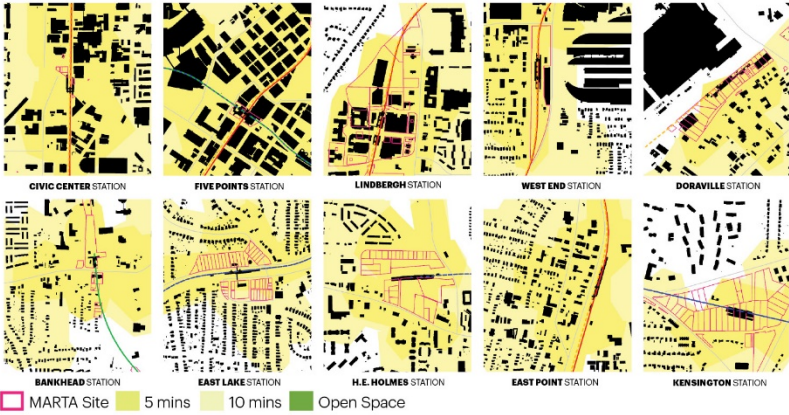 CIVIC CENTER STATION
FIVE POINTS STATION
LINDBERGH STATION
WEST END STATION
DORAVILLE STATION
BANKHEAD STATION
EAST LAKE STATION
H.E. HOLMES STATION
EAST POINT STATION
KENSINGTON STATION
MARTA Site
5 mins
10 mins
Open Space